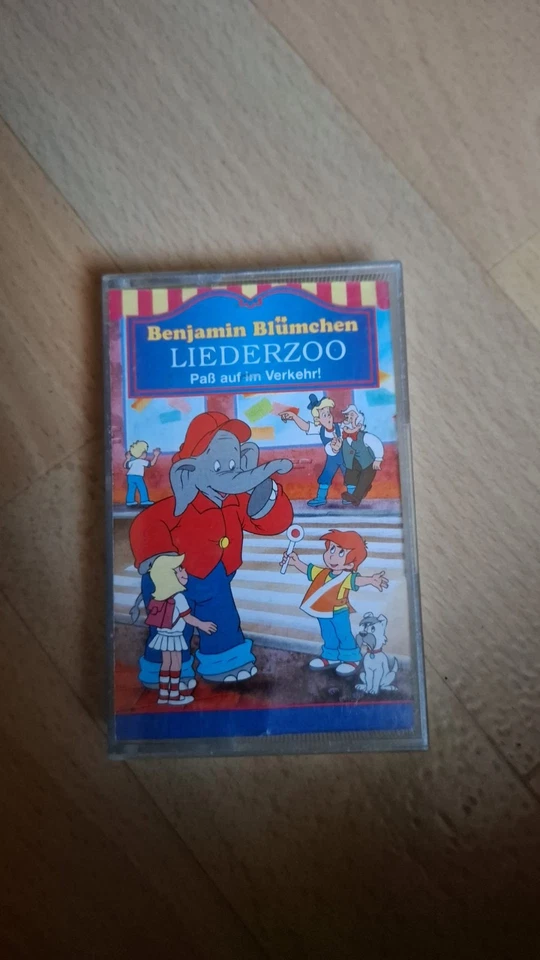 Benjamin Blümchen
LIEDERZOO
Paß auf im Verkehr!